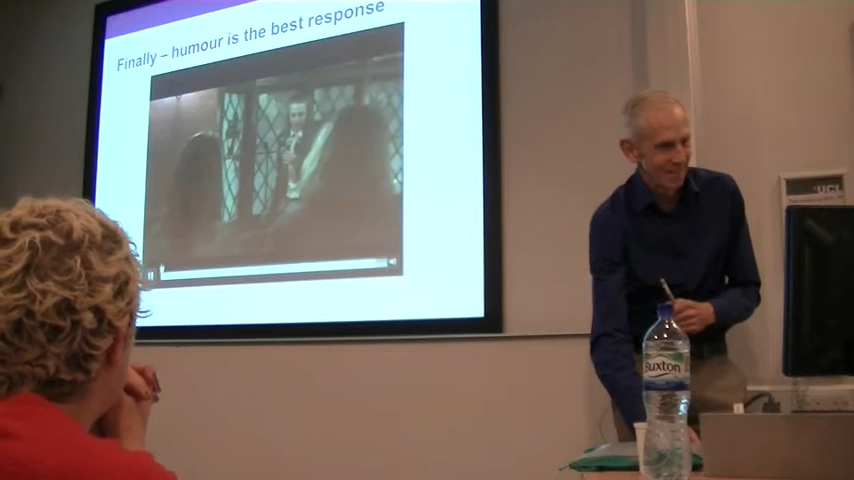 Finally – humour is the best response
UCL
Buxton